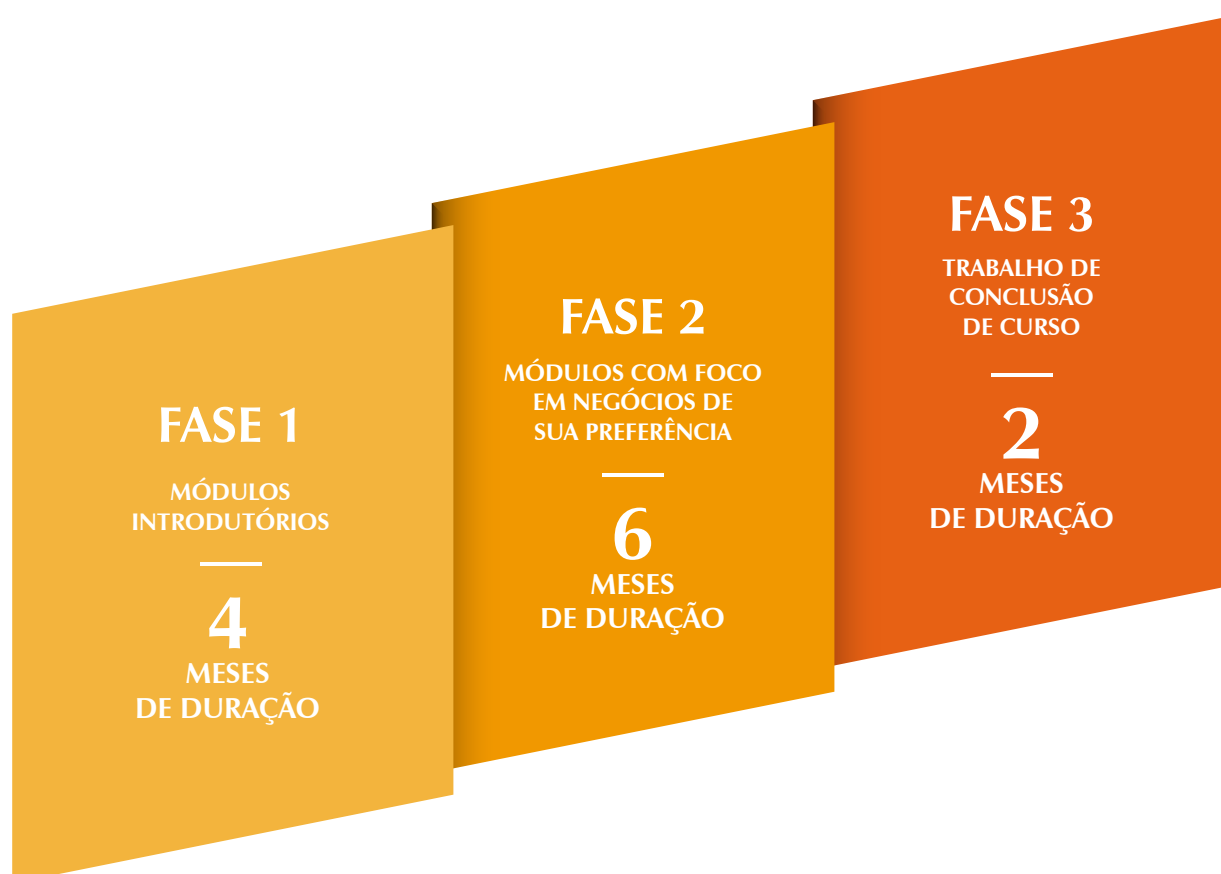 FASE 1
MÓDULOS
INTRODUTÓRIOS
4
MESES
DE DURAÇÃO
FASE 2
MÓDULOS COM FOCO
EM NEGÓCIOS DE
SUA PREFERÊNCIA
6
MESES
DE DURAÇÃO
FASE 3
TRABALHO DE
CONCLUSÃO
DE CURSO
2
MESES
DE DURAÇÃO